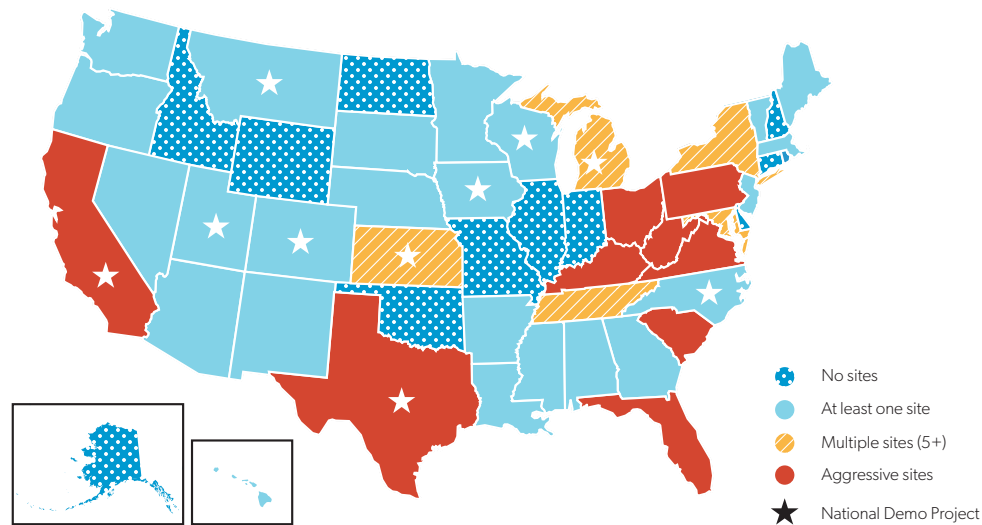 No sites
At least one site
Multiple sites (5+)
Aggressive sites
National Demo Project